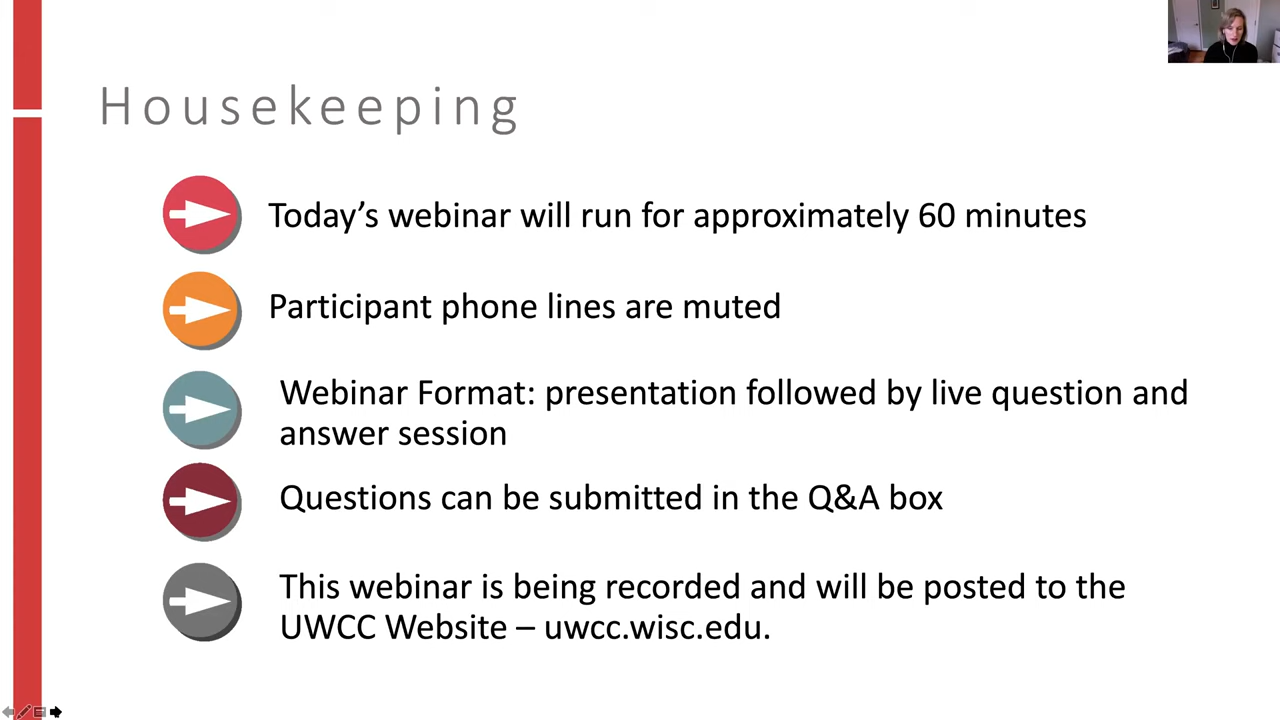 Housekeeping
Today’s webinar will run for approximately 60 minutes
Participant phone lines are muted
Webinar Format: presentation followed by live question and
answer session
Questions can be submitted in the Q&A box
This webinar is being recorded and will be posted to the
UWCC Website – uwcc.wisc.edu.